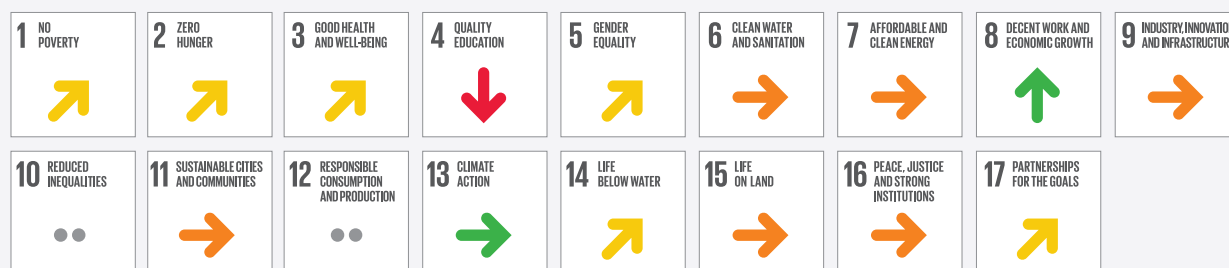 1 NO
POVERTY
2 ZERO
HUNGER
3 GOOD HEALTH
AND WELL-BEING
4 QUALITY
EDUCATION
5 GENDER
EQUALITY
6 CLEAN WATER
AND SANITATION
7 AFFORDABLE AND
CLEAN ENERGY
8 DECENT WORK AND
ECONOMIC GROWTH
9 INDUSTRY, INNOVATIO
AND INFRASTRUCTUR
10 REDUCED
INEQUALITIES
11 SUSTAINABLE CITIES
AND COMMUNITIES
12 RESPONSIBLE
CONSUMPTION
AND PRODUCTION
13 CLIMATE
ACTION
14 LIFE
BELOW WATER
15 LIFE
ON LAND
16 PEACE, JUSTICE
AND STRONG
INSTITUTIONS
17 PARTNERSHIPS
FOR THE GOALS